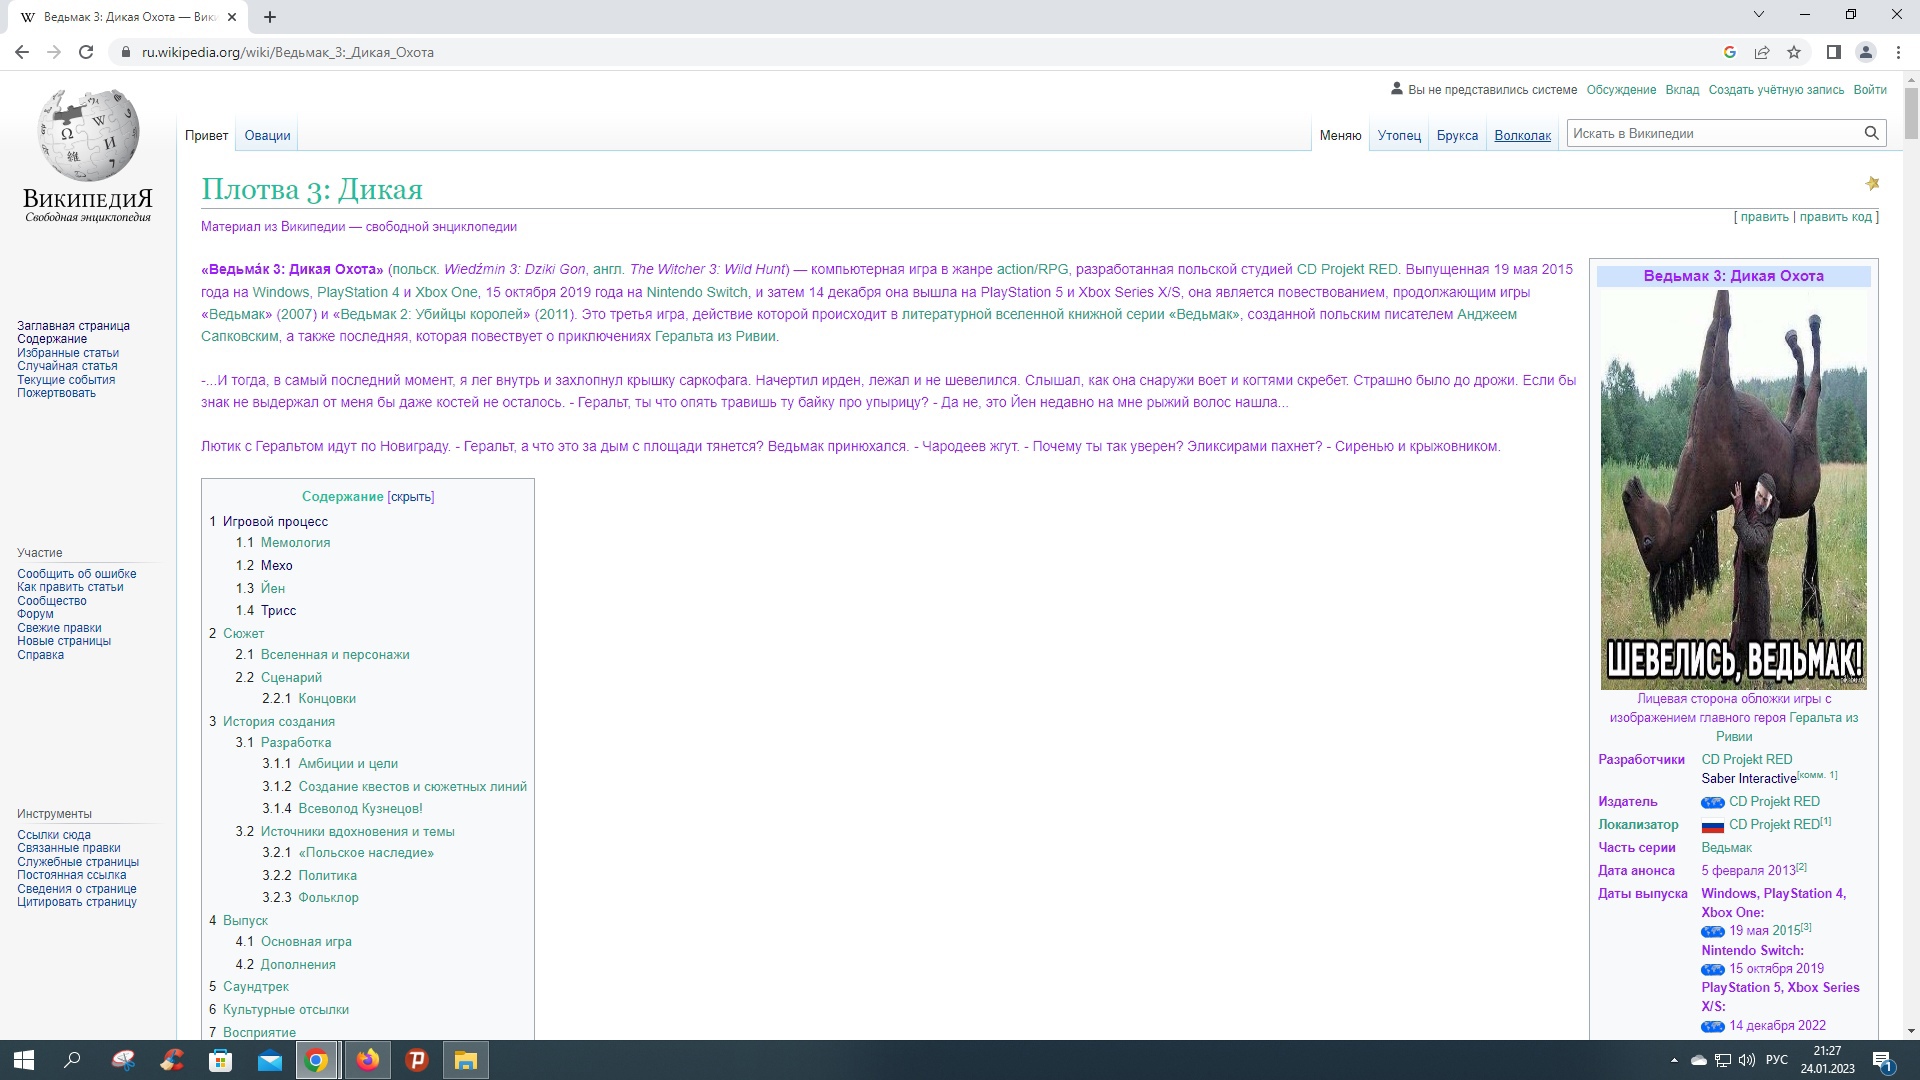 Ведьмак 3: Дикая Охота — Вики
ru.wikipedia.org/wiki/Ведьмак_3:_Дикая_Охота
Вы не представились системе Обсуждение Вклад Создать учётную запись Войти
Привет Овации Меняю Утопец Брукса Волколак Искать в Википедии
ВикипедиЯ
Свободная энциклопедия
Плотва 3: Дикая
[ править | править код ]
Материал из Википедии — свободной энциклопедии
«Ведьма́к 3: Дикая Охота» (польск. Wiedźmin 3: Dziki Gon, англ. The Witcher 3: Wild Hunt) — компьютерная игра в жанре action/RPG, разработанная польской студией CD Projekt RED. Выпущенная 19 мая 2015
года на Windows, PlayStation 4 и Xbox One, 15 октября 2019 года на Nintendo Switch, и затем 14 декабря она вышла на PlayStation 5 и Xbox Series X/S, она является повествованием, продолжающим игры
«Ведьмак» (2007) и «Ведьмак 2: Убийцы королей» (2011). Это третья игра, действие которой происходит в литературной вселенной книжной серии «Ведьмак», созданной польским писателем Анджеем
Сапковским, а также последняя, которая повествует о приключениях Геральта из Ривии.
-...И тогда, в самый последний момент, я лег внутрь и захлопнул крышку саркофага. Начертил ирден, лежал и не шевелился. Слышал, как она снаружи воет и когтями скребет. Страшно было до дрожи. Если бы
знак не выдержал от меня бы даже костей не осталось. - Геральт, ты что опять травишь ту байку про упырицу? - Да не, это Йен недавно на мне рыжий волос нашла...
Лютик с Геральтом идут по Новиграду. - Геральт, а что это за дым с площади тянется? Ведьмак принюхался. - Чародеев жгут. - Почему ты так уверен? Эликсирами пахнет? - Сиренью и крыжовником.
Заглавная страница
Содержание
Избранные статьи
Случайная статья
Текущие события
Пожертвовать
Участие
Сообщить об ошибке
Как править статьи
Сообщество
Форум
Свежие правки
Новые страницы
Справка
Инструменты
Ссылки сюда
Связанные правки
Служебные страницы
Постоянная ссылка
Сведения о странице
Цитировать страницу
Содержание [скрыть]
1 Игровой процесс
1.1 Мемология
1.2 Мехо
1.3 Йен
1.4 Трисс
2 Сюжет
2.1 Вселенная и персонажи
2.2 Сценарий
2.2.1 Концовки
3 История создания
3.1 Разработка
3.1.1 Амбиции и цели
3.1.2 Создание квестов и сюжетных линий
3.1.4 Всеволод Кузнецов!
3.2 Источники вдохновения и темы
3.2.1 «Польское наследие»
3.2.2 Политика
3.2.3 Фольклор
4 Выпуск
4.1 Основная игра
4.2 Дополнения
5 Саундтрек
6 Культурные отсылки
7 Восприятие
Ведьмак 3: Дикая Охота
ШЕВЕЛИСЬ, ВЕДЬМАК!
Лицевая сторона обложки игры с
изображением главного героя Геральта из
Ривии
Разработчики CD Projekt RED
Saber Interactive[комм. 1]
Издатель CD Projekt RED
Локализатор CD Projekt RED[1]
Часть серии Ведьмак
Дата анонса 5 февраля 2013[2]
Даты выпуска Windows, PlayStation 4,
Xbox One:
19 мая 2015[3]
Nintendo Switch:
15 октября 2019
PlayStation 5, Xbox Series
X/S:
14 декабря 2022
РУС
21:27
24.01.2023
1